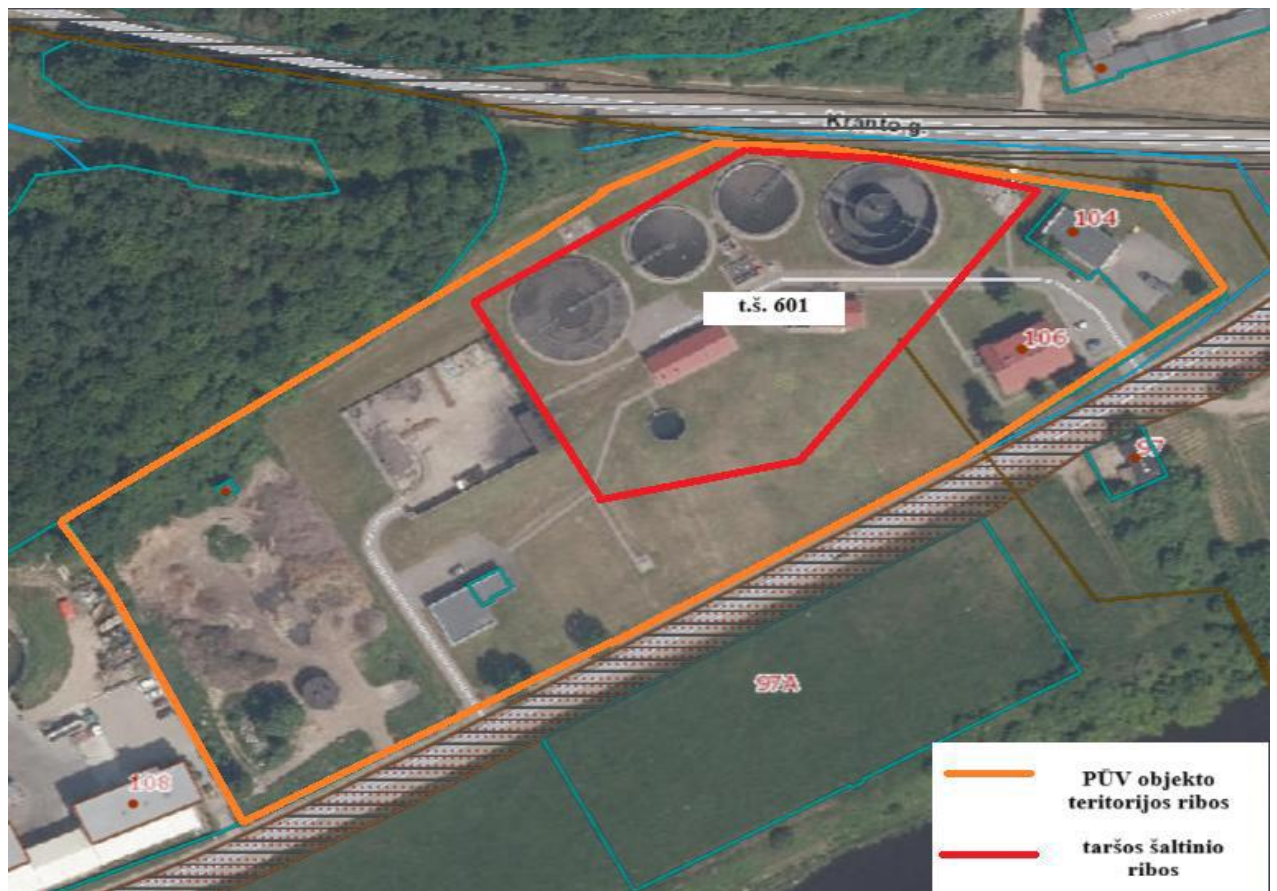 Kranto g.
104
t.š. 601
106
97
97A
108
PŪV objekto
teritorijos ribos
taršos šaltinio
ribos